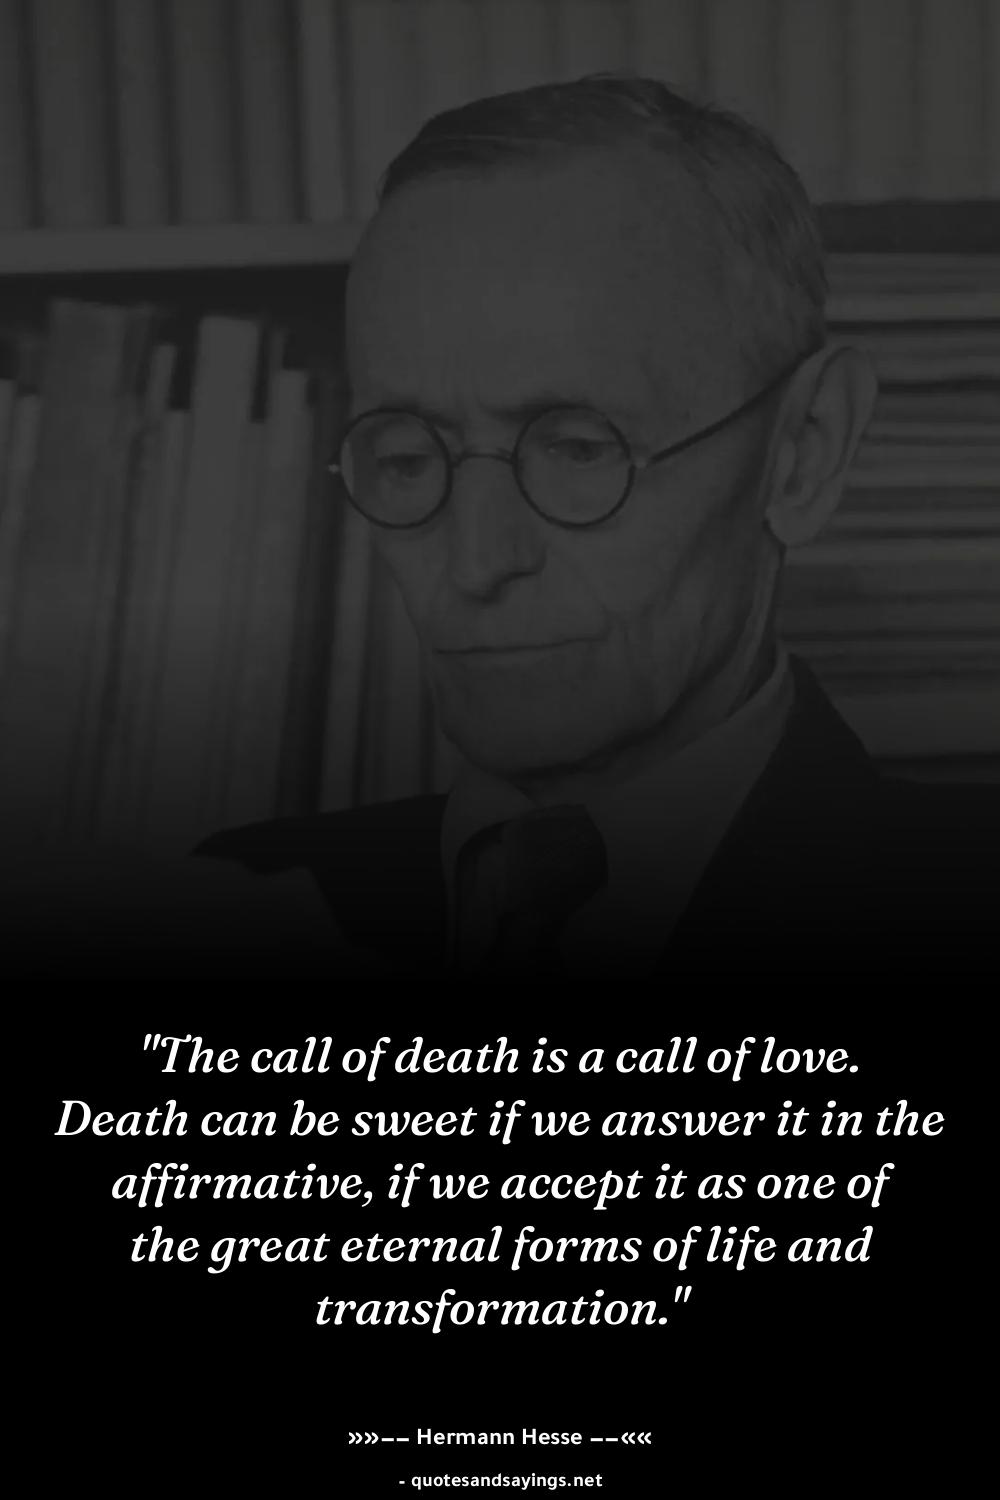 "The call of death is a call of love.
Death can be sweet if we answer it in the
affirmative, if we accept it as one of
the great eternal forms of life and
transformation."
»»−− Hermann Hesse −−««
- quotesandsayings.net